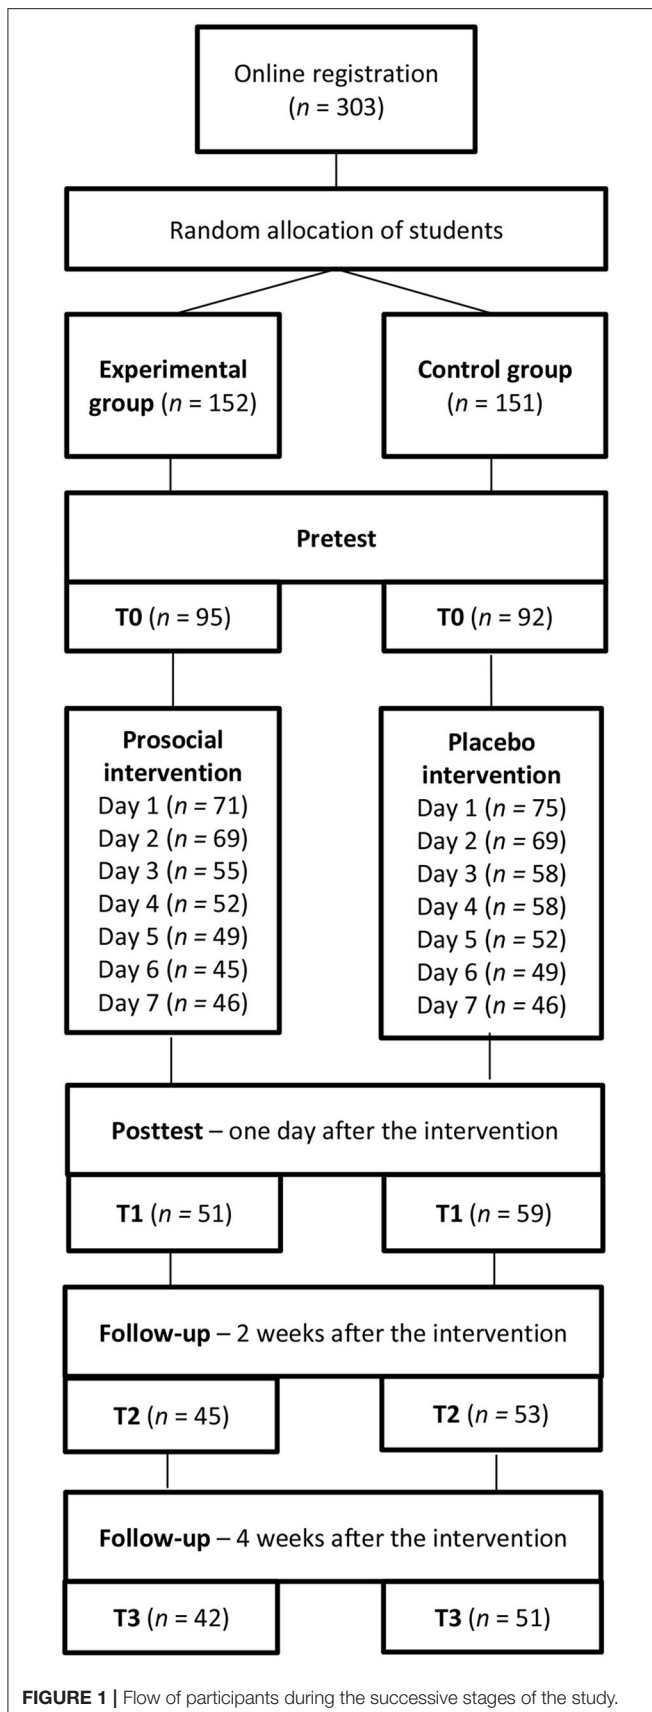 Online registration
(n = 303)
Random allocation of students
Experimental
group (n = 152)
Control group
(n = 151)
Pretest
T0 (n = 95)
T0 (n = 92)
Prosocial
intervention
Day 1 (n = 71)
Day 2 (n = 69)
Day 3 (n = 55)
Day 4 (n = 52)
Day 5 (n = 49)
Day 6 (n = 45)
Day 7 (n = 46)
Placebo
intervention
Day 1 (n = 75)
Day 2 (n = 69)
Day 3 (n = 58)
Day 4 (n = 58)
Day 5 (n = 52)
Day 6 (n = 49)
Day 7 (n = 46)
Posttest – one day after the intervention
T1 (n = 51)
T1 (n = 59)
Follow-up – 2 weeks after the intervention
T2 (n = 45)
T2 (n = 53)
Follow-up – 4 weeks after the intervention
T3 (n = 42)
T3 (n = 51)
FIGURE 1 | Flow of participants during the successive stages of the study.